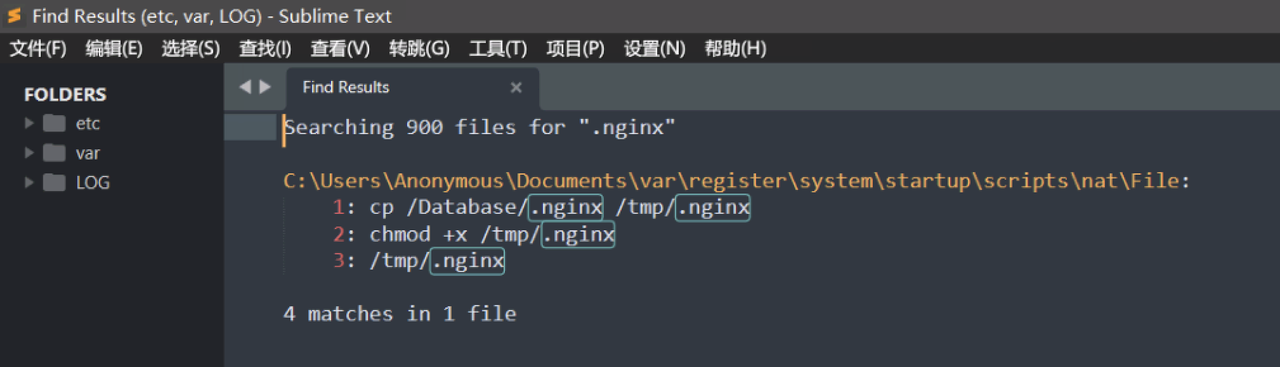 Find Results (etc, var, LOG) - Sublime Text
文件(F) 编辑(E) 选择(S) 查找(I) 查看(V) 转跳(G) 工具(T) 项目(P) 设置(N) 帮助(H)
FOLDERS
etc
var
LOG
Find Results
Searching 900 files for ".nginx"
C:\Users\Anonymous\Documents\var\register\system\startup\scripts\nat\File:
1: cp /Database/.nginx /tmp/.nginx
2: chmod +x /tmp/.nginx
3: /tmp/.nginx
4 matches in 1 file